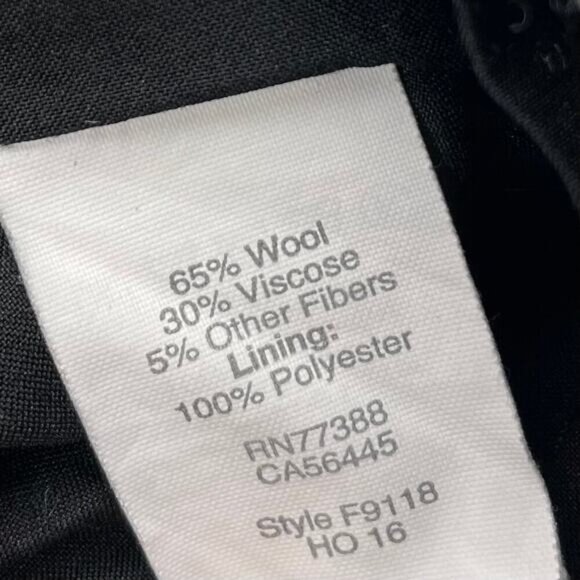 65% Wool
30% Viscose
5% Other Fibers
Lining:
100% Polyester
RN77388
CA56445
Style F9118
HO 16